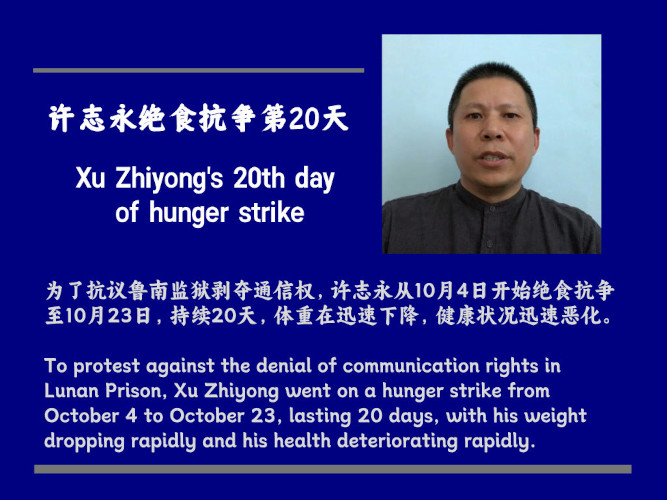 许志永绝食抗争第20天
Xu Zhiyong's 20th day
of hunger strike
为了抗议鲁南监狱剥夺通信权，许志永从10月4日开始绝食抗争
至10月23日，持续20天，体重在迅速下降，健康状况迅速恶化。
To protest against the denial of communication rights in
Lunan Prison, Xu Zhiyong went on a hunger strike from
October 4 to October 23, lasting 20 days, with his weight
dropping rapidly and his health deteriorating rapidly.